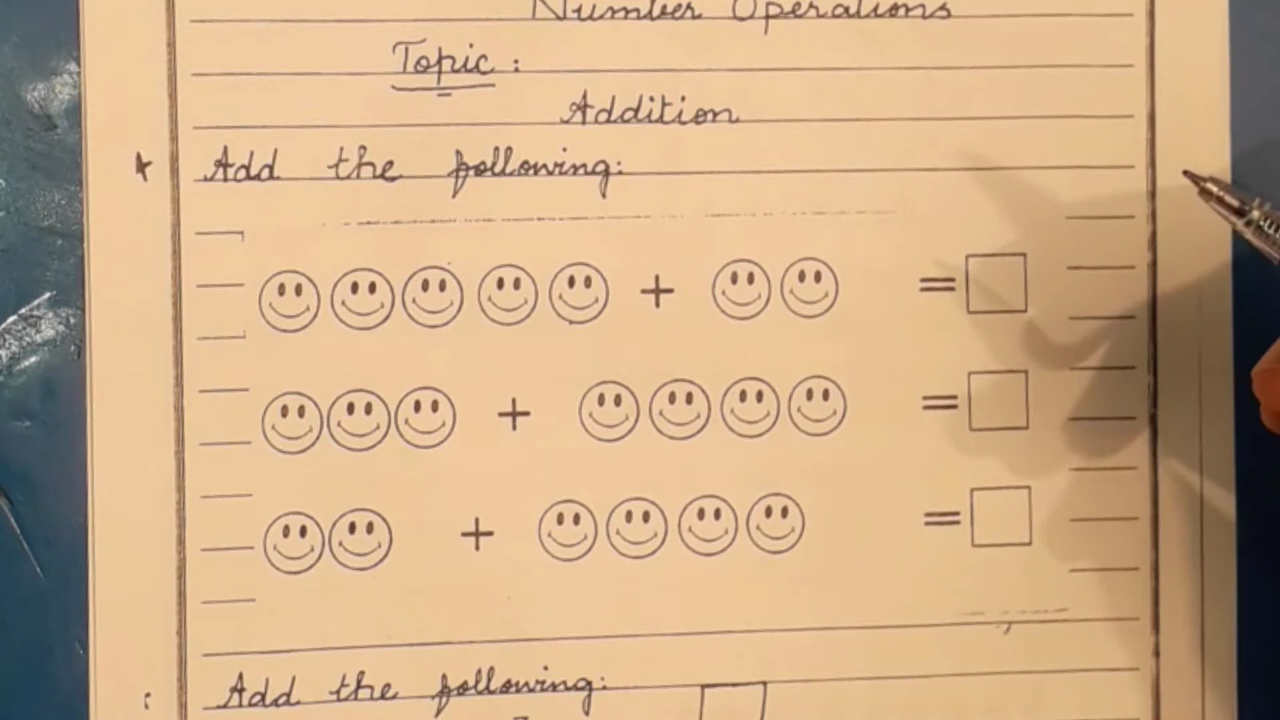 Number Operations
Topic :
Addition
Add the following:
+ =
+ =
+ =
Add the following: